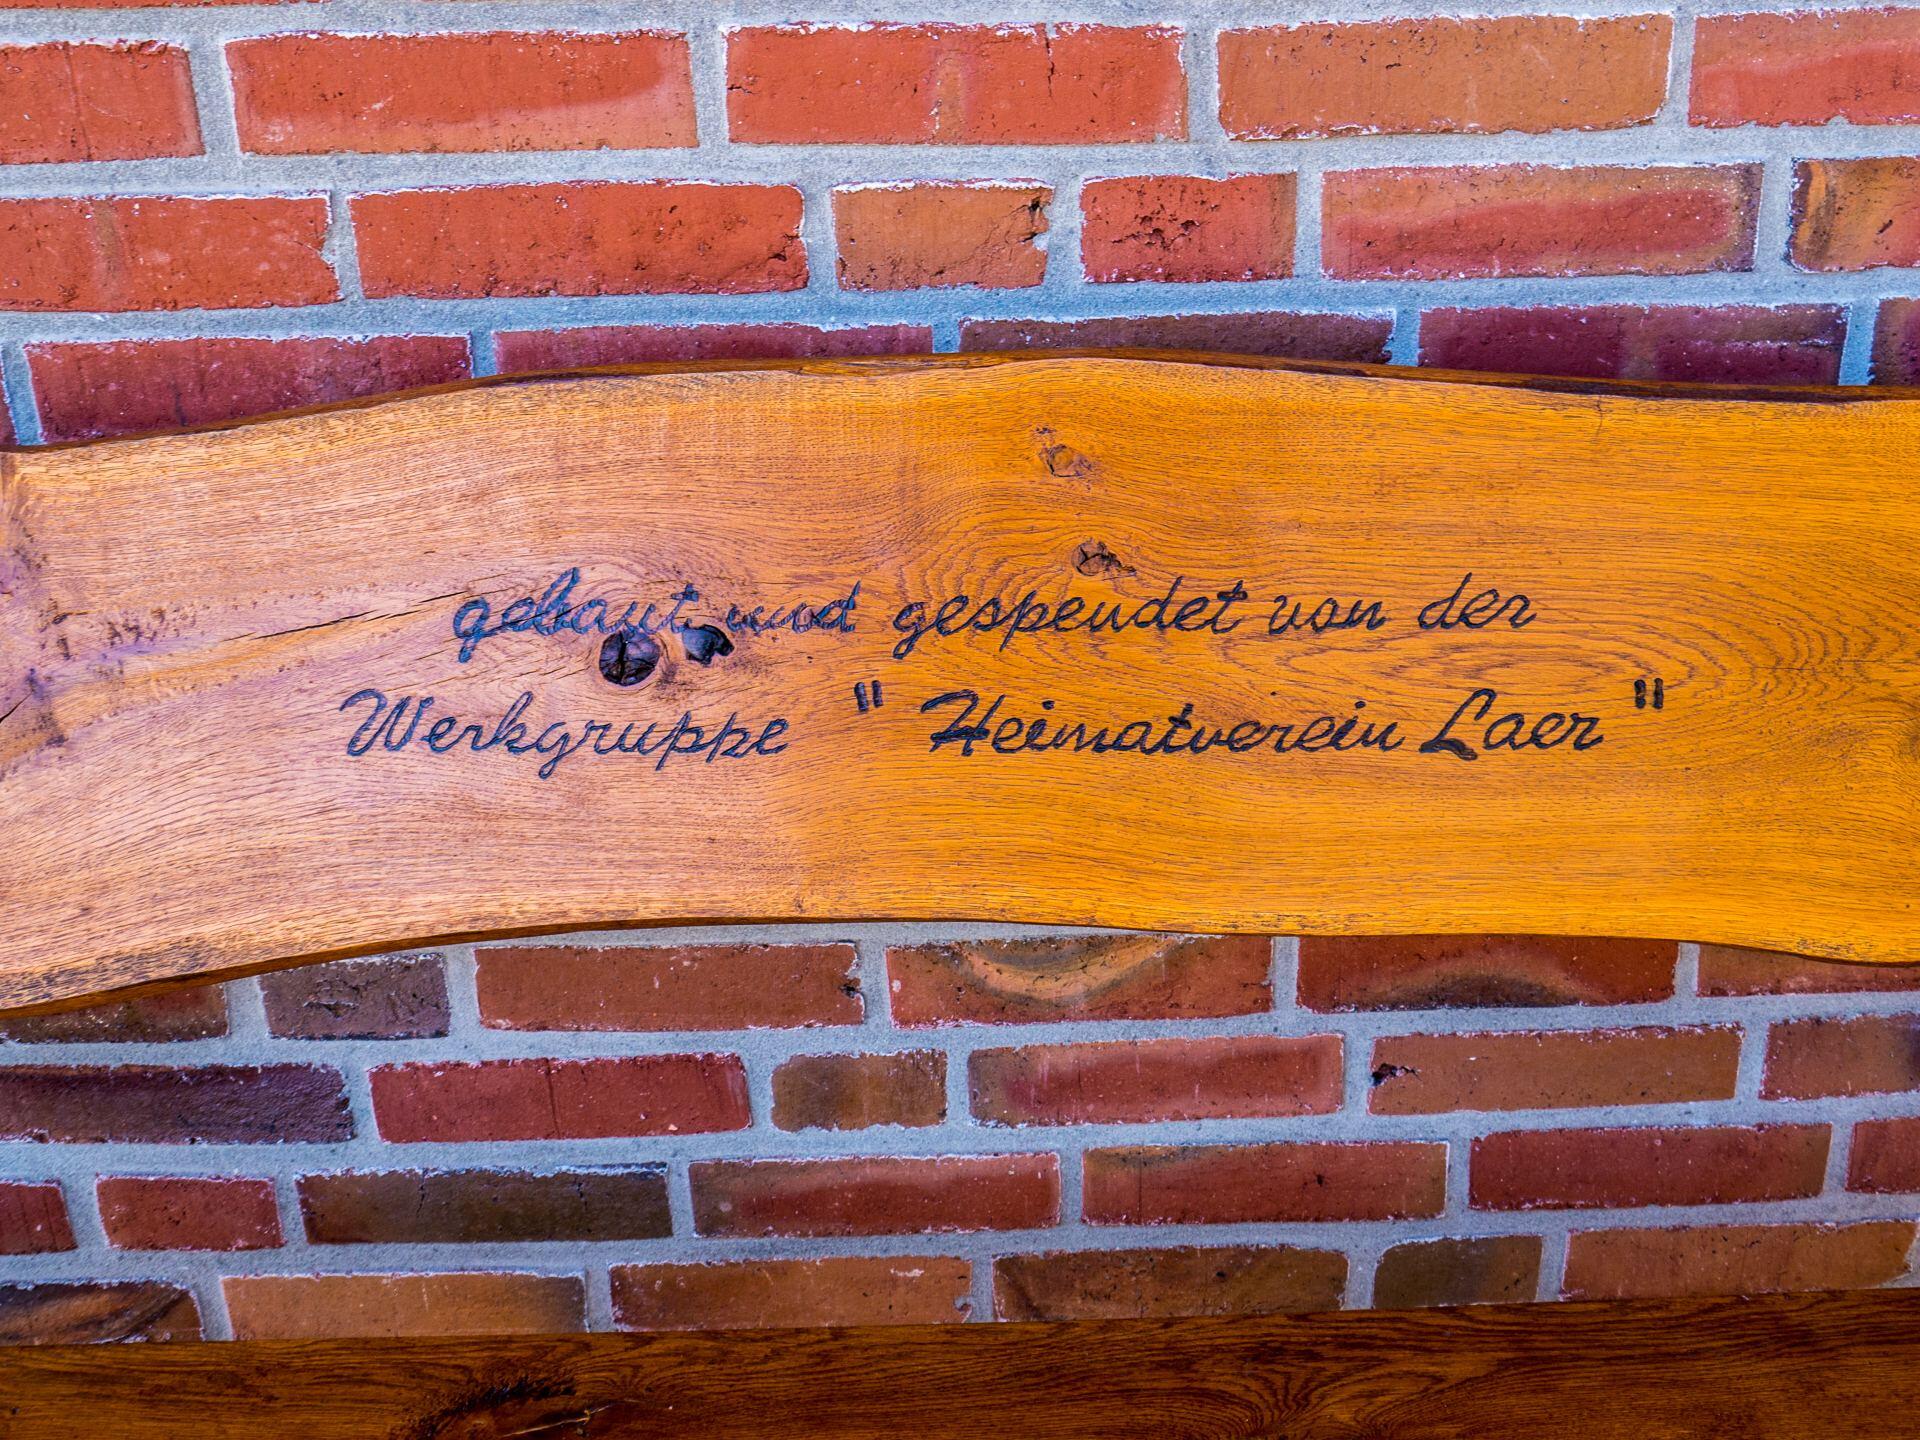 gebaut und gespendet von der
Werkgruppe " Heimatverein Laer "